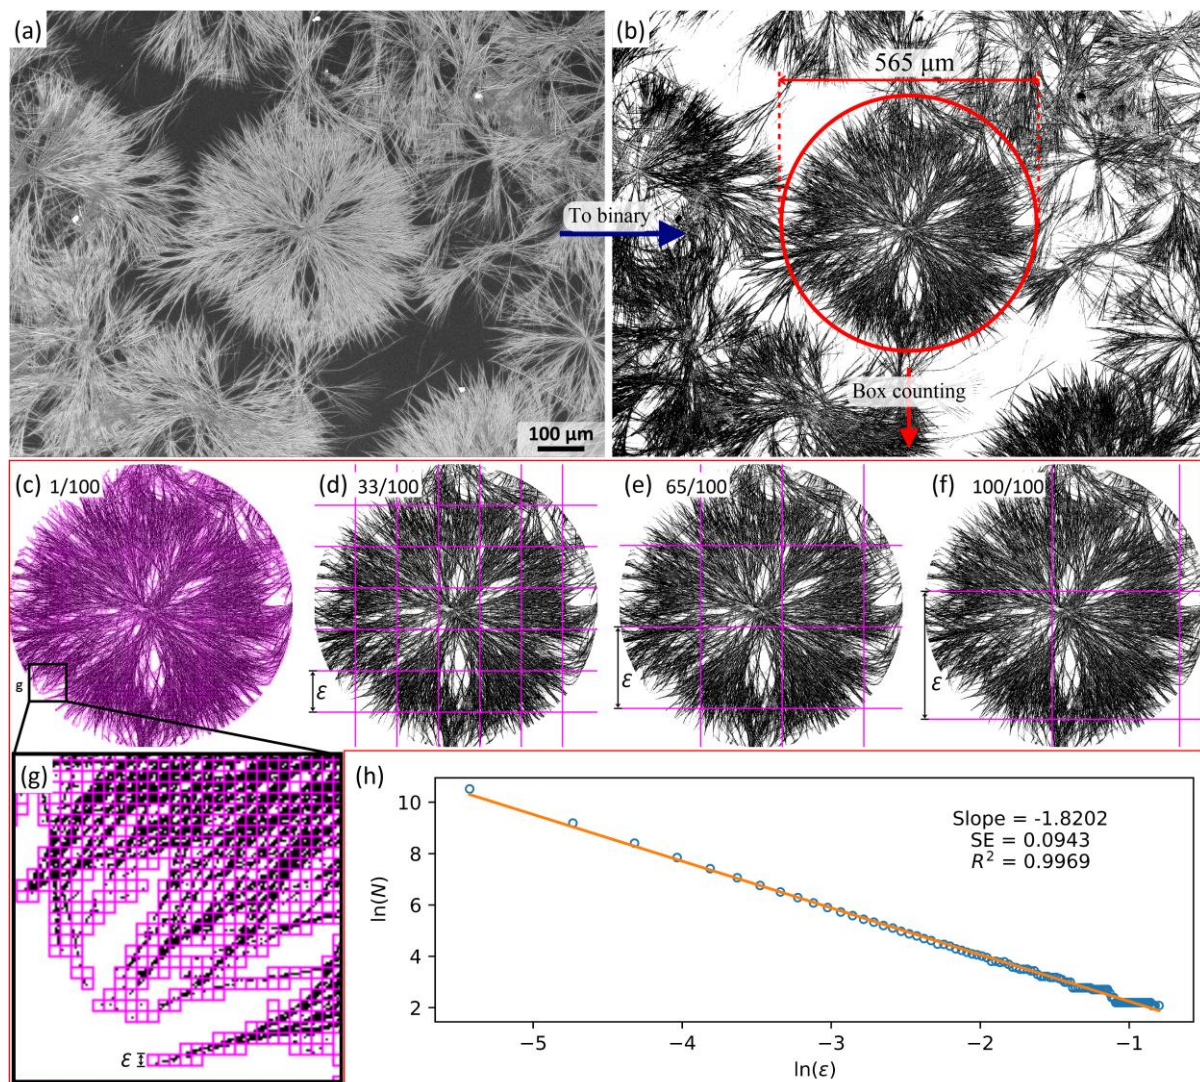 (a)
100 μm
(b)
565 μm
To binary
Box counting
(c) 1/100
g
(d) 33/100
ε
(e) 65/100
ε
(f) 100/100
ε
(g)
ε
(h)
Slope = -1.8202
SE = 0.0943
R² = 0.9969
ln(N)
10
8
6
4
2
−5
−4
−3
−2
−1
ln(ε)